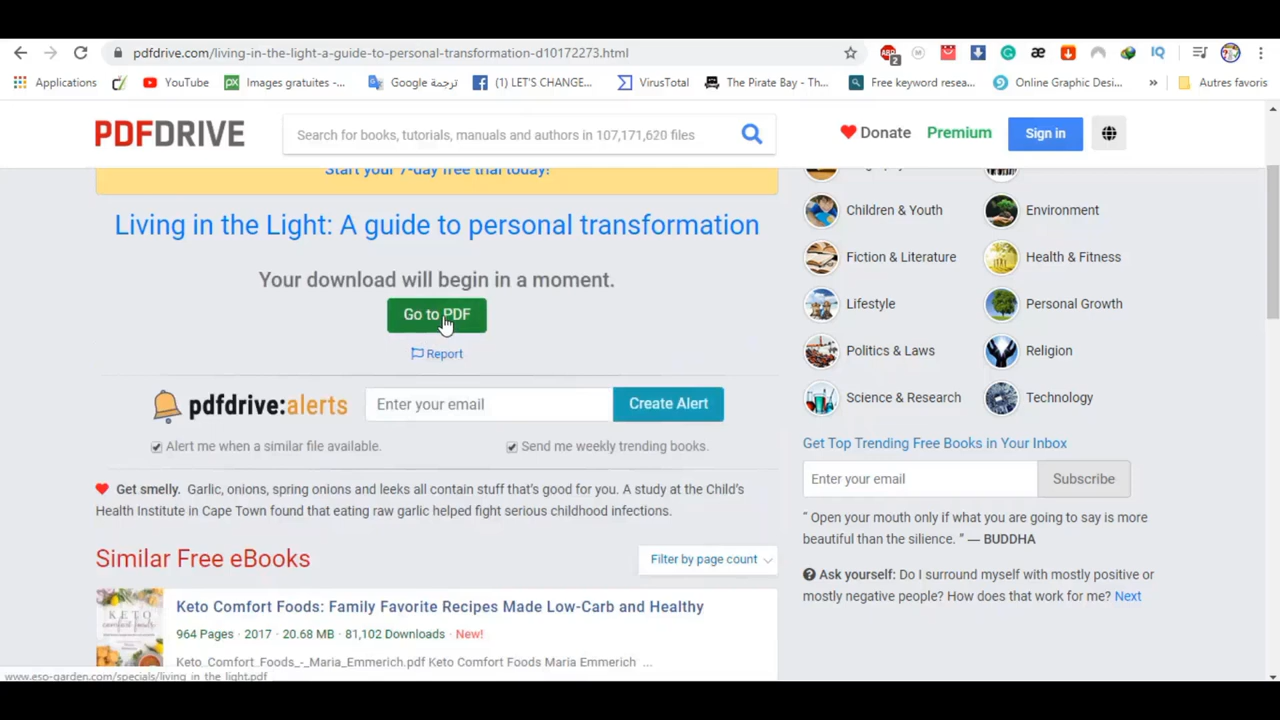 pdfdrive.com/living-in-the-light-a-guide-to-personal-transformation-d10172273.html
ABP
2
M
æ
IQ
Applications
YouTube
px
Images gratuites -...
Google ترجمة
(1) LET'S CHANGE...
VirusTotal
The Pirate Bay - Th...
Free keyword resea...
Online Graphic Desi...
»
Autres favoris
PDFDRIVE
Search for books, tutorials, manuals and authors in 107,171,620 files
Donate
Premium
Sign in
Start your 7-day free trial today!
Living in the Light: A guide to personal transformation
Your download will begin in a moment.
Go to PDF
Report
pdfdrive:alerts
Enter your email
Create Alert
Alert me when a similar file available.
Send me weekly trending books.
Get smelly. Garlic, onions, spring onions and leeks all contain stuff that's good for you. A study at the Child's
Health Institute in Cape Town found that eating raw garlic helped fight serious childhood infections.
Similar Free eBooks
Filter by page count
KETO
comfort foods
Keto Comfort Foods: Family Favorite Recipes Made Low-Carb and Healthy
964 Pages · 2017 · 20.68 MB · 81,102 Downloads · New!
Keto_Comfort_Foods_-_Maria_Emmerich.pdf Keto Comfort Foods Maria Emmerich ...
Children & Youth
Environment
Fiction & Literature
Health & Fitness
Lifestyle
Personal Growth
Politics & Laws
Religion
Science & Research
Technology
Get Top Trending Free Books in Your Inbox
Enter your email
Subscribe
“ Open your mouth only if what you are going to say is more
beautiful than the silience. ” — BUDDHA
Ask yourself: Do I surround myself with mostly positive or
mostly negative people? How does that work for me? Next
www.eso-garden.com/specials/living_in_the_light.pdf